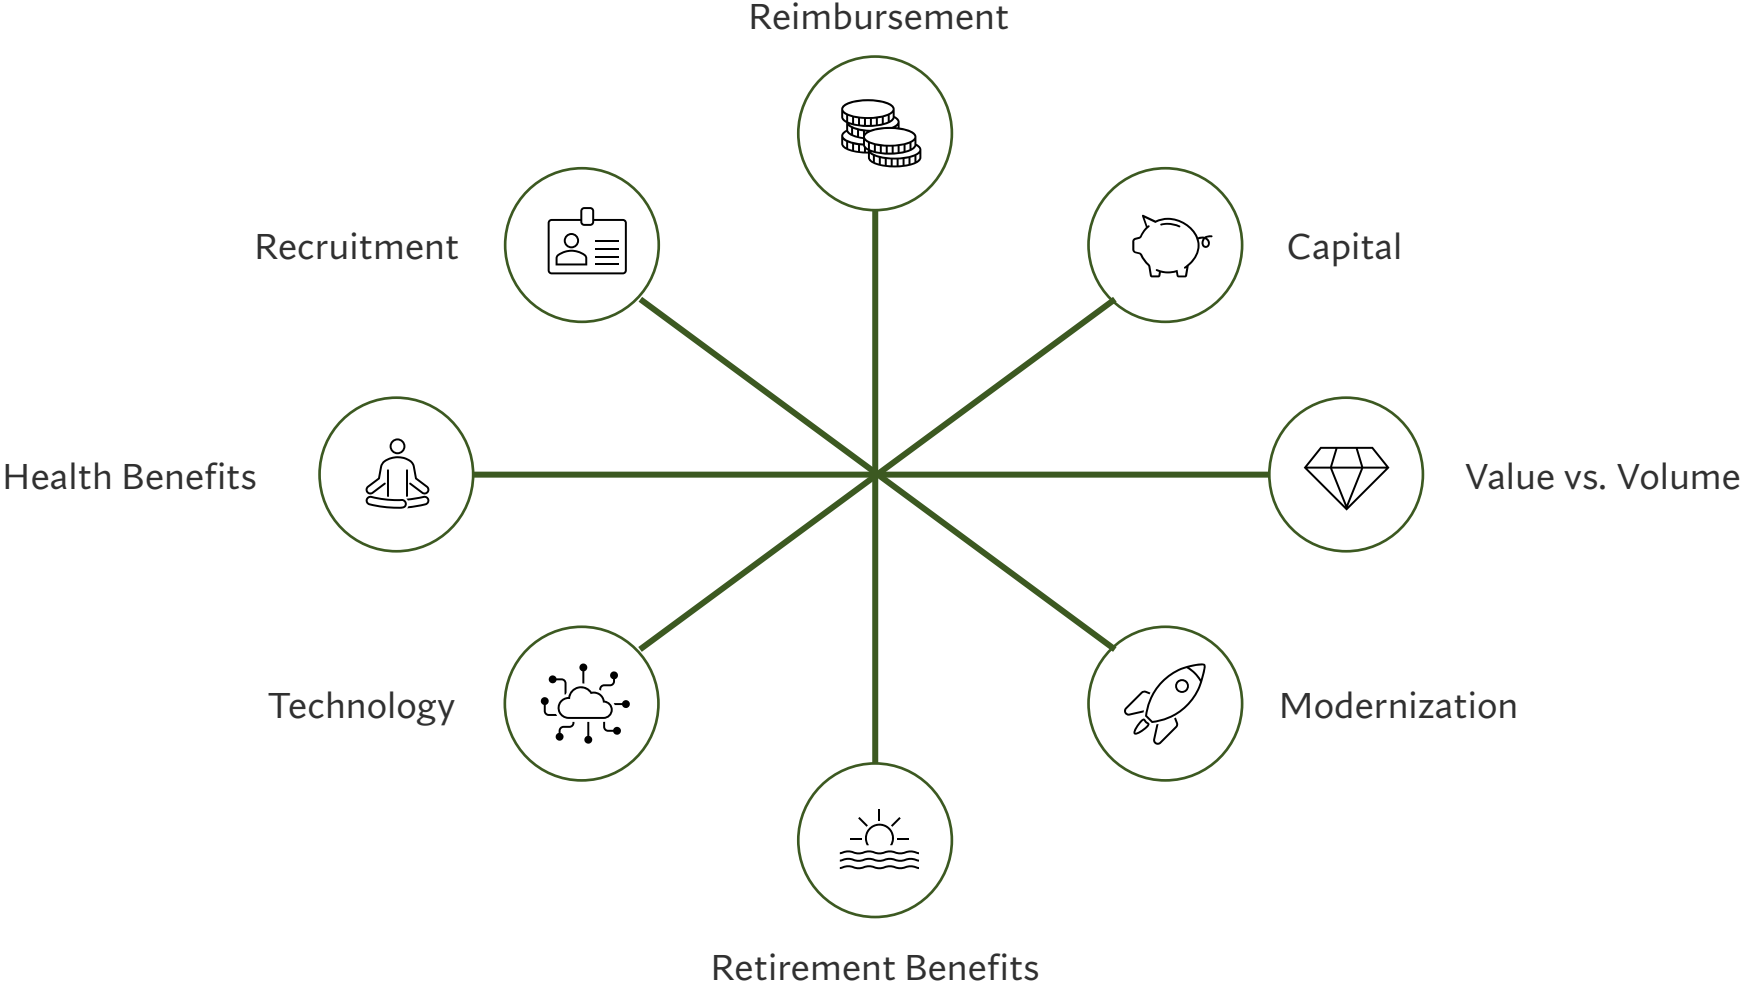 Reimbursement
Recruitment
Capital
Health Benefits
Value vs. Volume
Technology
Modernization
Retirement Benefits